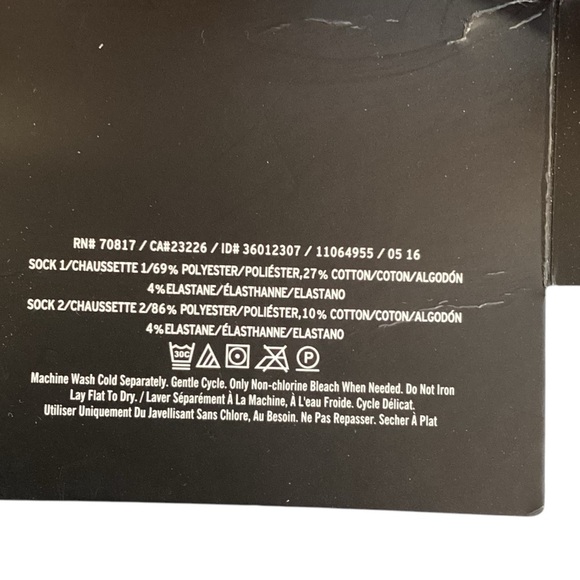 RN# 70817 / CA#23226 / ID# 36012307 / 11064955 / 05 16
SOCK 1/CHAUSSETTE 1/69% POLYESTER/POLIÉSTER,27% COTTON/COTON/ALGODÓN
4%ELASTANE/ÉLASTHANNE/ELASTANO
SOCK 2/CHAUSSETTE 2/86% POLYESTER/POLIÉSTER,10% COTTON/COTON/ALGODÓN
4%ELASTANE/ÉLASTHANNE/ELASTANO
30C P
Machine Wash Cold Separately. Gentle Cycle. Only Non-chlorine Bleach When Needed. Do Not Iron
Lay Flat To Dry. / Laver Séparément À La Machine, À L'eau Froide. Cycle Délicat.
Utiliser Uniquement Du Javellisant Sans Chlore, Au Besoin. Ne Pas Repasser. Secher À Plat